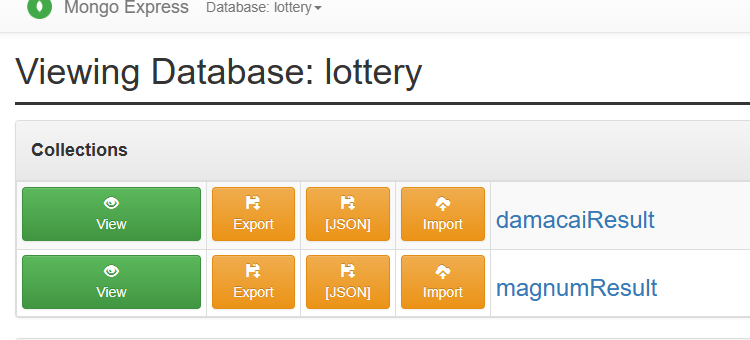 Mongo Express Database: lottery
Viewing Database: lottery
Collections
View Export [JSON] Import damacaiResult
View Export [JSON] Import magnumResult